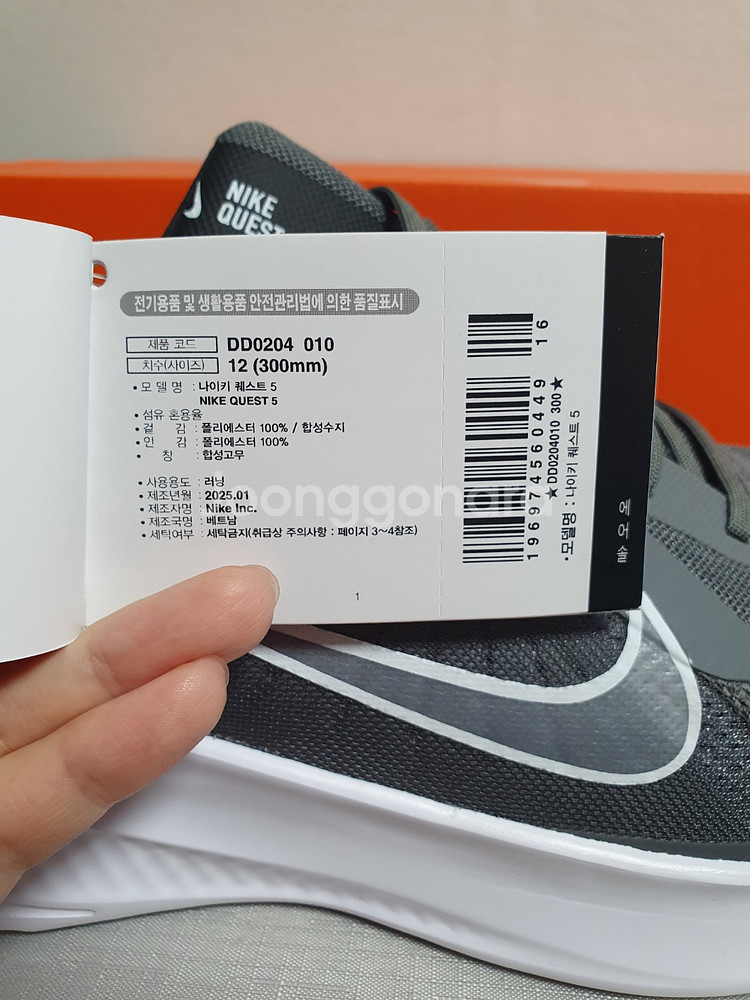 NIKE
QUEST
전기용품 및 생활용품 안전관리법에 의한 품질표시
제품 코드 DD0204 010
치수(사이즈) 12 (300mm)
• 모 델 명 : 나이키 퀘스트 5
NIKE QUEST 5
• 섬유 혼용율
• 겉 감 : 폴리에스터 100% / 합성수지
• 인 감 : 폴리에스터 100%
• 창 : 합성고무
• 사용용도 : 러닝
• 제조년월 : 2025.01
• 제조자명 : Nike Inc.
• 제조국명 : 베트남
• 세탁여부 : 세탁금지(취급상 주의사항 : 페이지 3~4참조)
1
16
196974560449
★DD0204010 300★
•모델명 : 나이키 퀘스트 5
에어솔
joonggonara